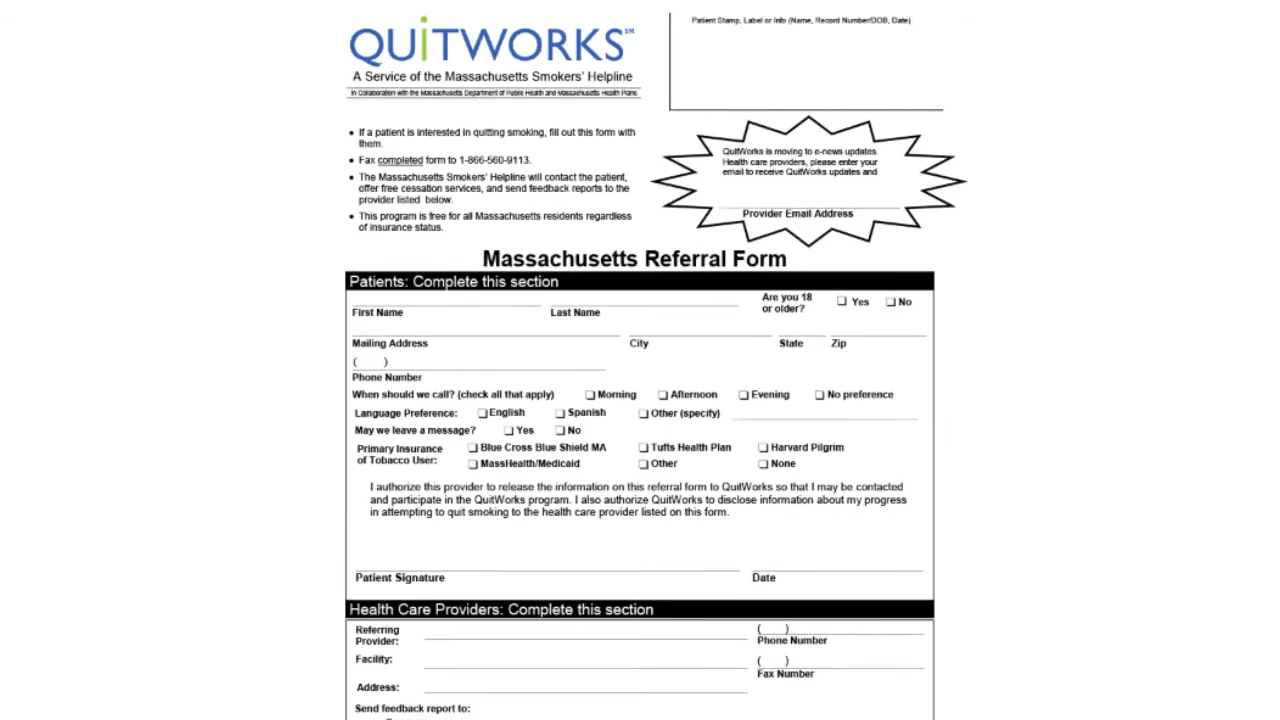 QUiTWORKS℠
A Service of the Massachusetts Smokers' Helpline
In Collaboration with the Massachusetts Department of Public Health and Massachusetts Health Plans
Patient Stamp, Label or Info (Name, Record Number/DOB, Date)
• If a patient is interested in quitting smoking, fill out this form with
them.
• Fax completed form to 1-866-560-9113.
• The Massachusetts Smokers' Helpline will contact the patient,
offer free cessation services, and send feedback reports to the
provider listed below.
• This program is free for all Massachusetts residents regardless
of insurance status.
QuitWorks is moving to e-news updates
Health care providers, please enter your
email to receive QuitWorks updates and
Provider Email Address
Massachusetts Referral Form
Patients: Complete this section
First Name Last Name Are you 18
or older? ❑ Yes ❑ No
Mailing Address City State Zip
( )
Phone Number
When should we call? (check all that apply) ❑ Morning ❑ Afternoon ❑ Evening ❑ No preference
Language Preference: ❑ English ❑ Spanish ❑ Other (specify)
May we leave a message? ❑ Yes ❑ No
Primary Insurance
of Tobacco User: ❑ Blue Cross Blue Shield MA ❑ Tufts Health Plan ❑ Harvard Pilgrim
❑ MassHealth/Medicaid ❑ Other ❑ None
I authorize this provider to release the information on this referral form to QuitWorks so that I may be contacted
and participate in the QuitWorks program. I also authorize QuitWorks to disclose information about my progress
in attempting to quit smoking to the health care provider listed on this form.
Patient Signature Date
Health Care Providers: Complete this section
Referring
Provider: ( )
Phone Number
Facility: ( )
Fax Number
Address:
Send feedback report to: